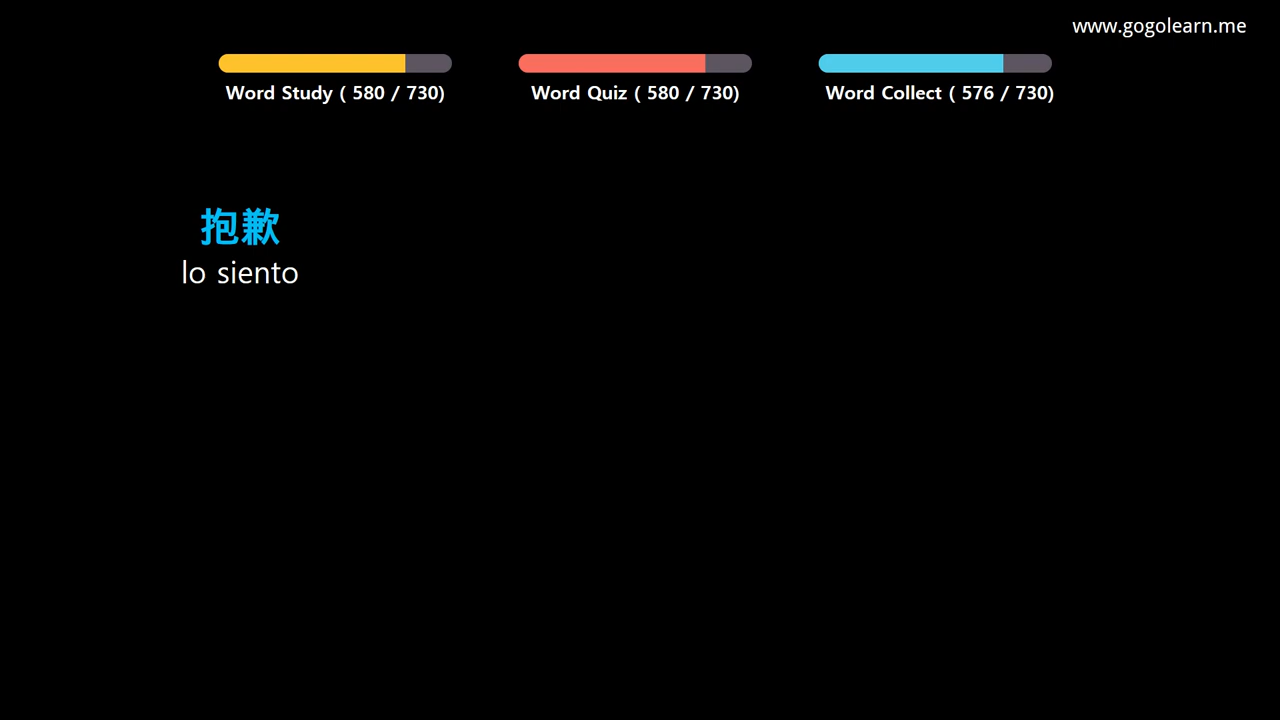 www.gogolearn.me
Word Study ( 580 / 730)
Word Quiz ( 580 / 730)
Word Collect ( 576 / 730)
抱歉
lo siento